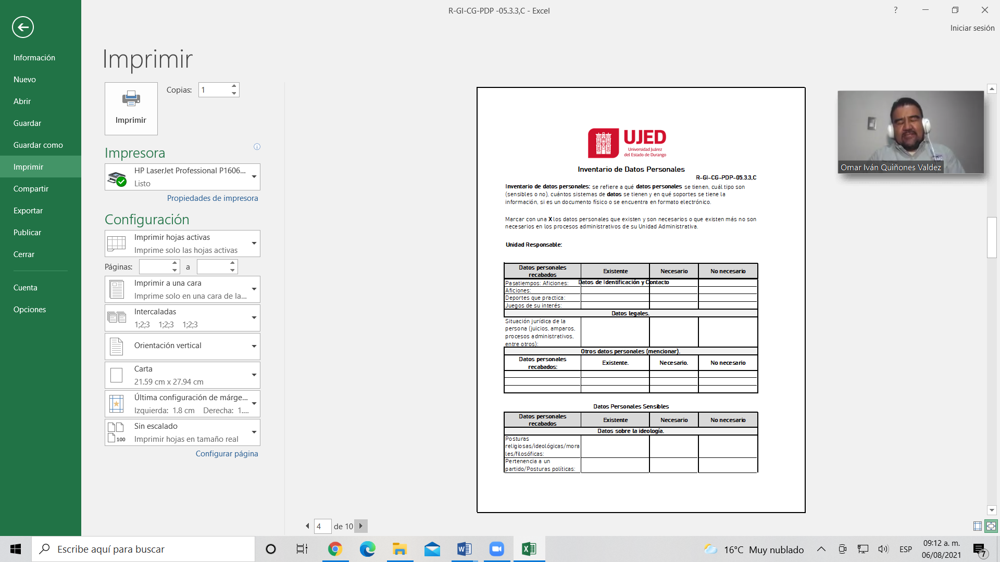 R-GI-CG-PDP -05.3.3,C - Excel
?
Iniciar sesión
Información
Nuevo
Abrir
Guardar
Guardar como
Imprimir
Compartir
Exportar
Publicar
Cerrar
Cuenta
Opciones
Imprimir
Imprimir
Copias: 1
Impresora
HP LaserJet Professional P1606...
Listo
Propiedades de impresora
Configuración
Imprimir hojas activas
Imprime solo las hojas activas
Páginas: a
Imprimir a una cara
Imprime solo en una cara de la...
Intercaladas
1;2;3 1;2;3 1;2;3
Orientación vertical
Carta
21.59 cm x 27.94 cm
Última configuración de márge...
Izquierda: 1.8 cm Derecha: 1....
Sin escalado
100 Imprimir hojas en tamaño real
Configurar página
UJED
Universidad Juárez
del Estado de Durango
Inventario de Datos Personales
R-GI-CG-PDP-05.3.3,C
Inventario de datos personales: se refiere a qué datos personales se tienen, cuál tipo son
(sensibles o no), cuántos sistemas de datos se tienen y en qué soportes se tiene la
información, si es un documento físico o se encuentra en formato electrónico.
Marcar con una X los datos personales que existen y son necesarios o que existen más no son
necesarios en los procesos administrativos de su Unidad Administrativa.
Unidad Responsable:
Datos personales
recabados
Existente Necesario No necesario
Datos de Identificación y Contacto
Pasatiempos: Aficiones:
Aficiones:
Deportes que practica:
Juegos de su interés:
Datos legales.
Situación jurídica de la
persona (juicios, amparos,
procesos administrativos,
entre otros):
Otros datos personales (mencionar).
Datos personales
recabados:
Existente. Necesario. No necesario
Datos Personales Sensibles
Datos personales
recabados
Existente Necesario No necesario
Datos sobre la ideología.
Posturas
religiosas/ideológicas/mora
les/filosóficas:
Pertenencia a un
partido/Posturas políticas:
Omar Iván Quiñones Valdez
4 de 10
Escribe aquí para buscar
16°C Muy nublado
ESP
09:12 a. m.
06/08/2021
7